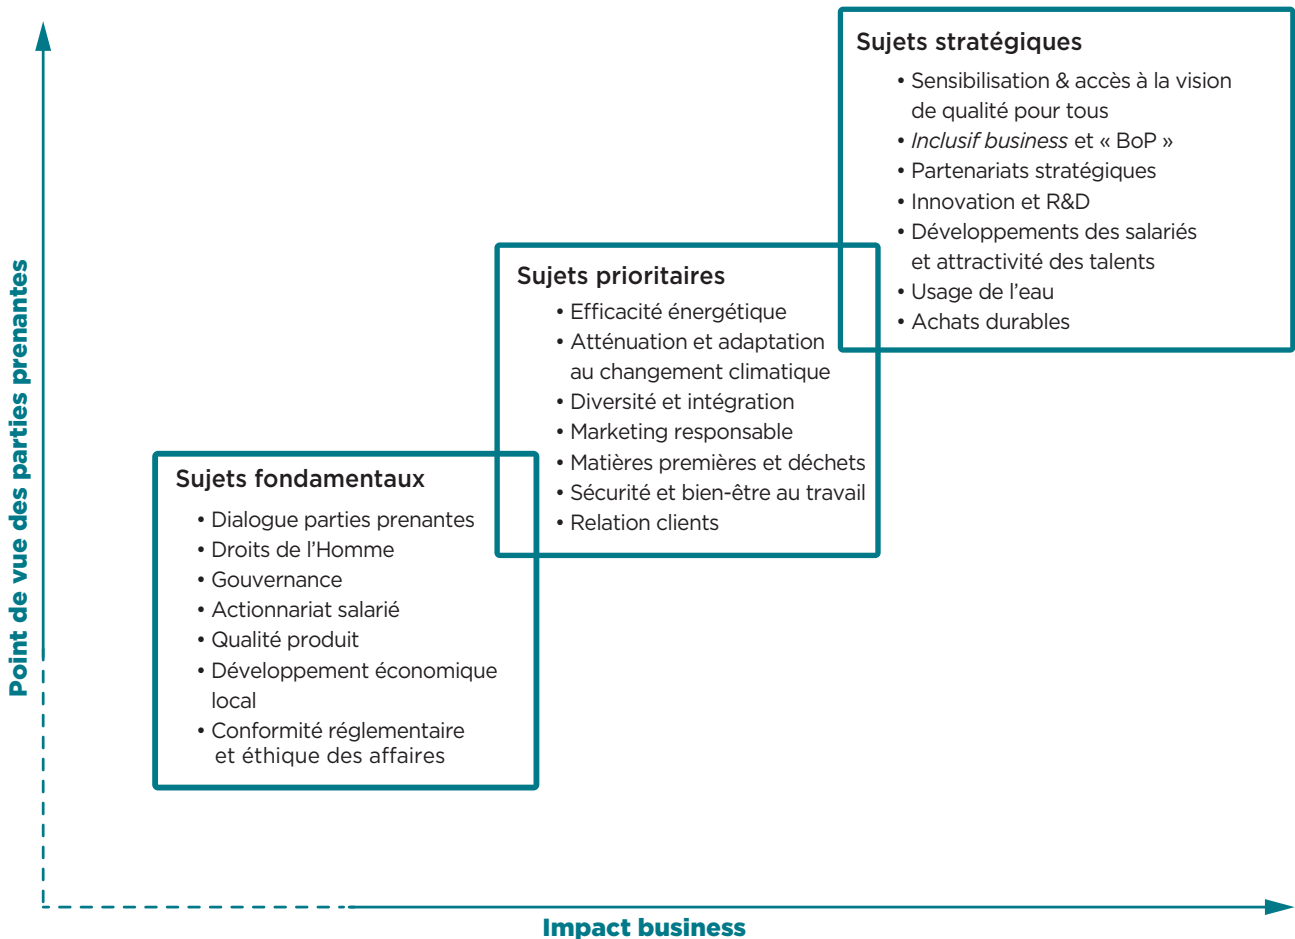 Sujets stratégiques
• Sensibilisation & accès à la vision
de qualité pour tous
• Inclusif business et « BoP »
• Partenariats stratégiques
• Innovation et R&D
• Développements des salariés
et attractivité des talents
• Usage de l’eau
• Achats durables
Sujets prioritaires
• Efficacité énergétique
• Atténuation et adaptation
au changement climatique
• Diversité et intégration
• Marketing responsable
• Matières premières et déchets
• Sécurité et bien-être au travail
• Relation clients
Sujets fondamentaux
• Dialogue parties prenantes
• Droits de l’Homme
• Gouvernance
• Actionnariat salarié
• Qualité produit
• Développement économique
local
• Conformité réglementaire
et éthique des affaires
Point de vue des parties prenantes
Impact business